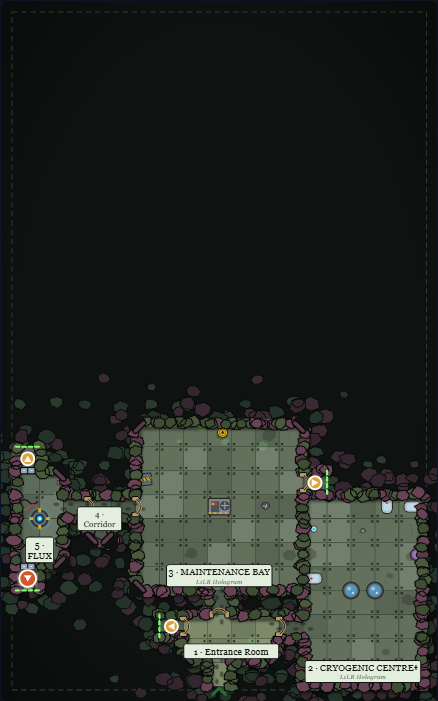 4 ·
Corridor
5 ·
FLUX
3 · MAINTENANCE BAY
LxLR Hologram
1 · Entrance Room
2 · CRYOGENIC CENTRE+
LxLR Hologram